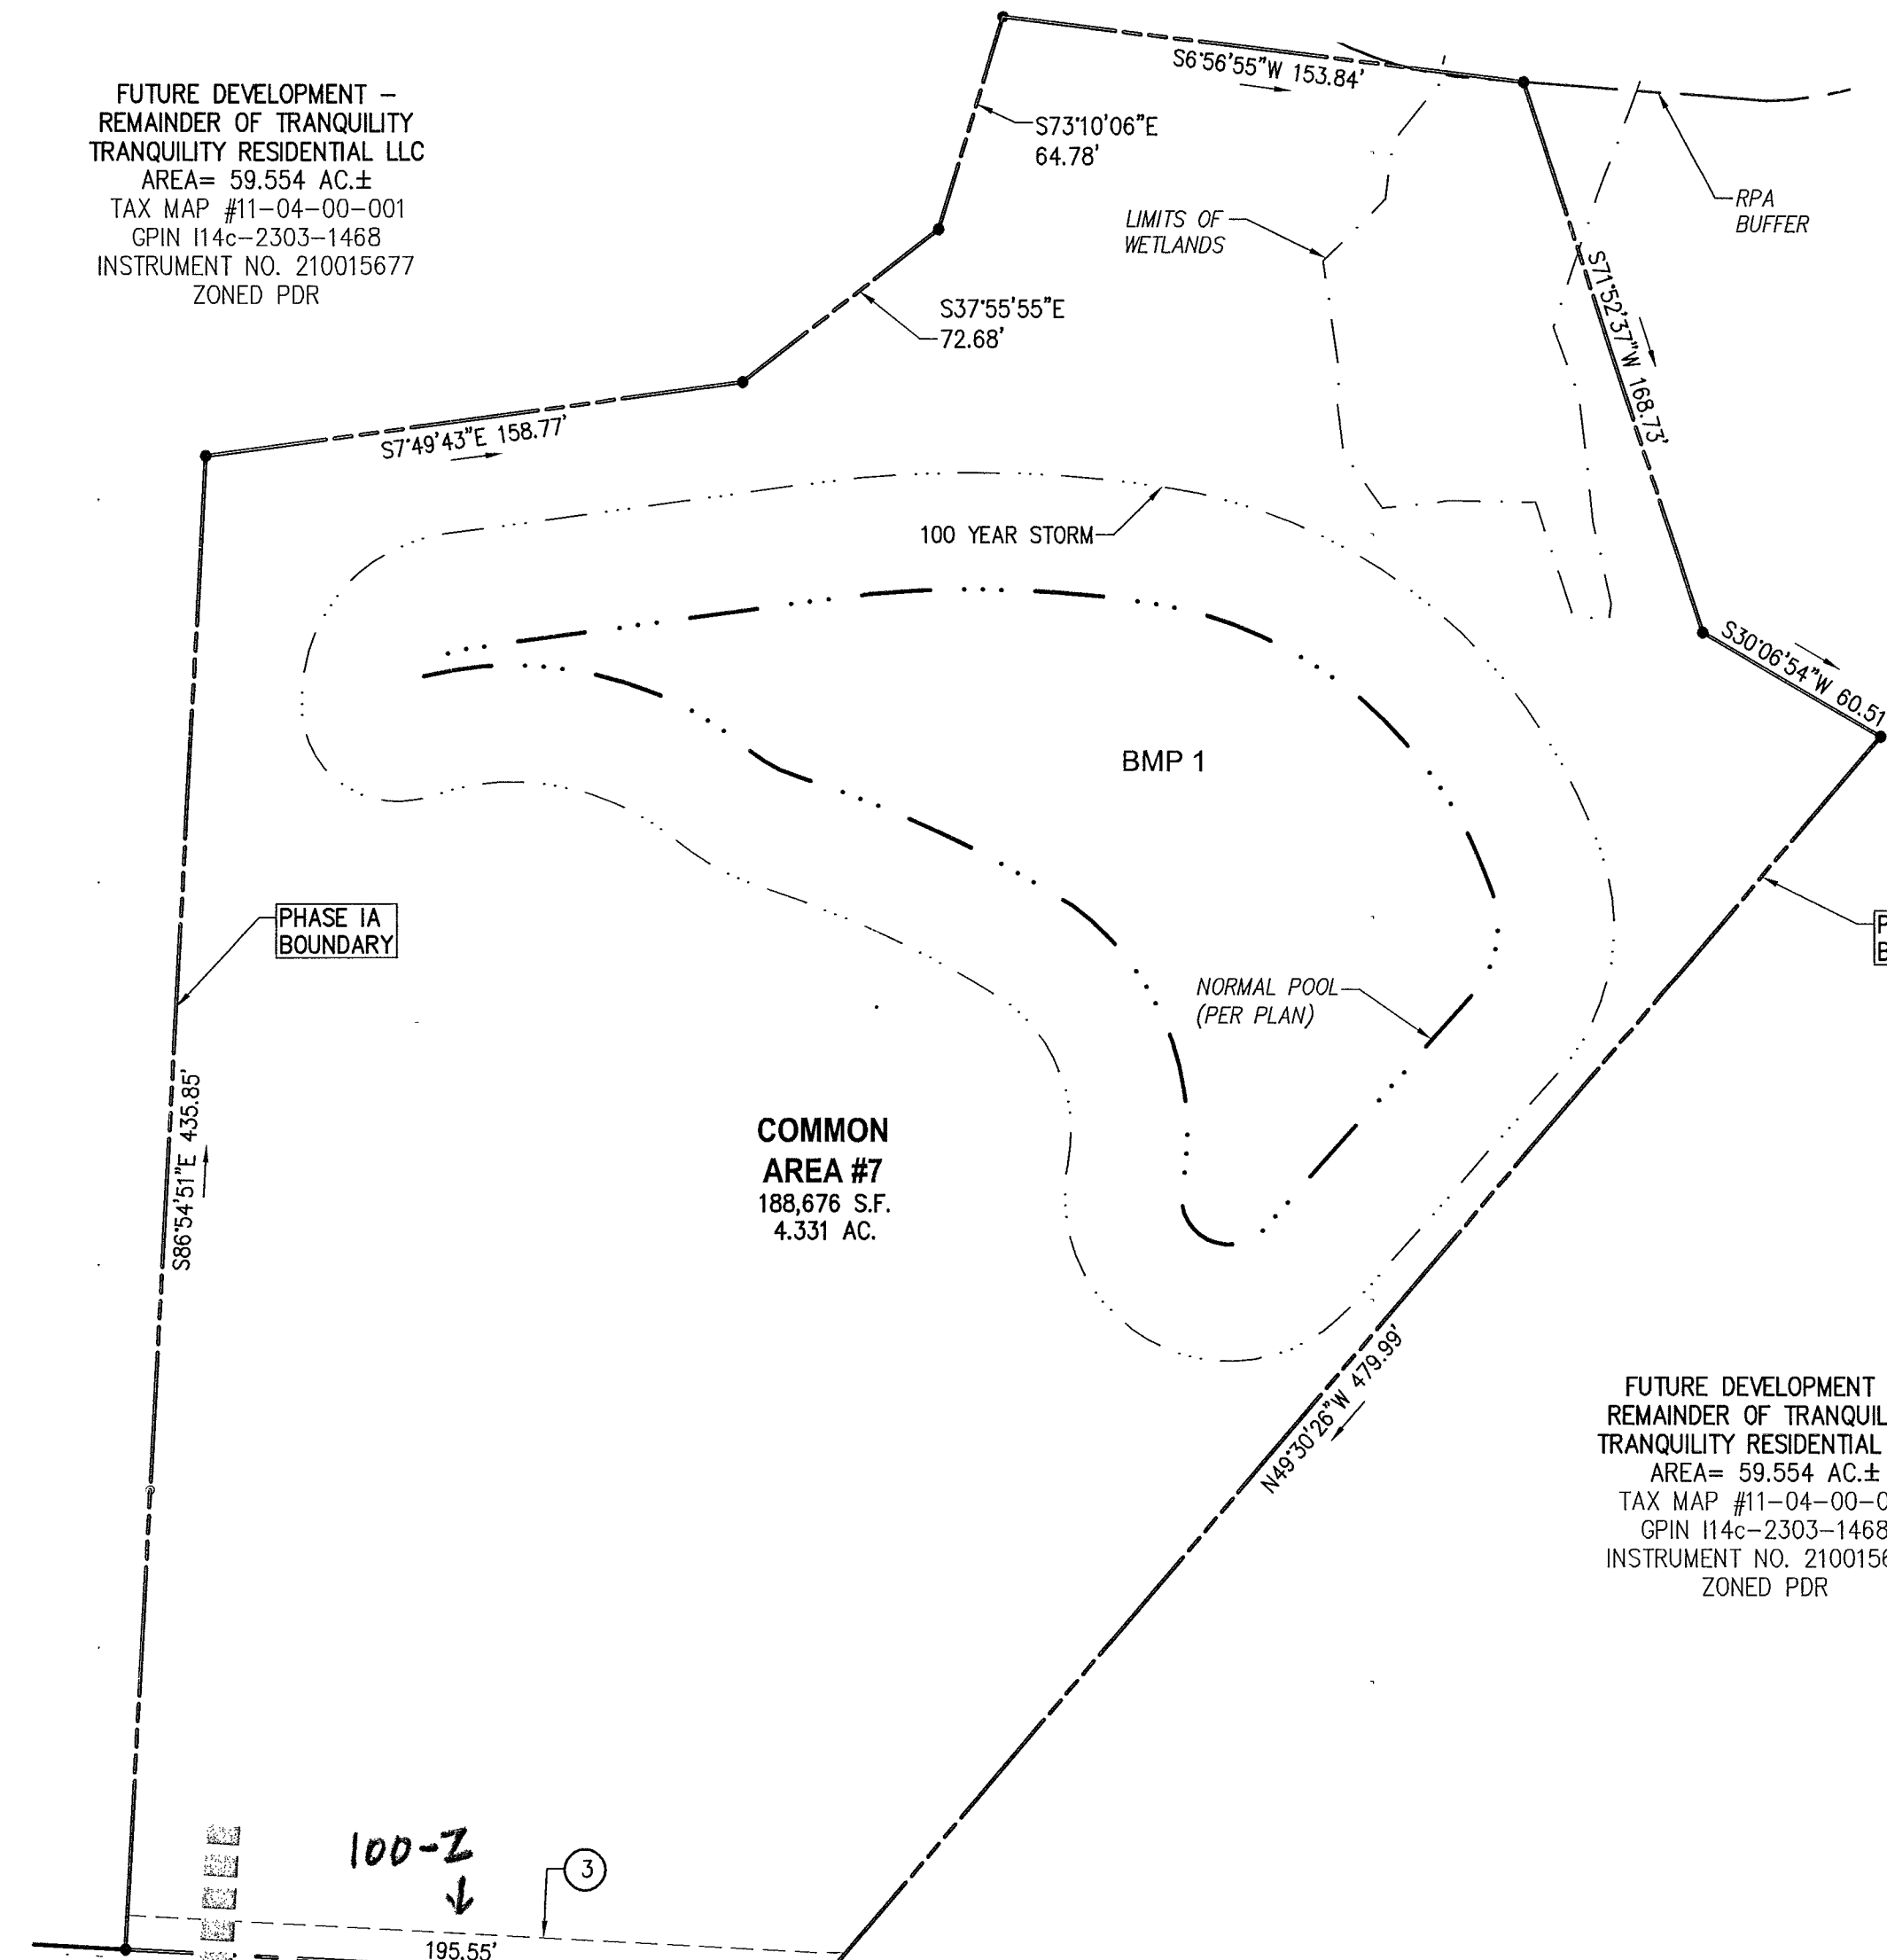 FUTURE DEVELOPMENT –
REMAINDER OF TRANQUILITY
TRANQUILITY RESIDENTIAL LLC
AREA= 59.554 AC.±
TAX MAP #11–04–00–001
GPIN I14c–2303–1468
INSTRUMENT NO. 210015677
ZONED PDR
S6°56'55"W 153.84'
S73°10'06"E
64.78'
LIMITS OF
WETLANDS
RPA
BUFFER
S37°55'55"E
72.68'
S7°49'43"E 158.77'
S71°52'37"W 168.73'
100 YEAR STORM
S30°06'54"W 60.51
BMP 1
PHASE IA
BOUNDARY
P
B
NORMAL POOL
(PER PLAN)
S86°54'51"E 435.85'
COMMON
AREA #7
188,676 S.F.
4.331 AC.
N49°30'26"W 479.99'
FUTURE DEVELOPMENT
REMAINDER OF TRANQUIL
TRANQUILITY RESIDENTIAL
AREA= 59.554 AC.±
TAX MAP #11–04–00–0
GPIN I14c–2303–1468
INSTRUMENT NO. 2100156
ZONED PDR
100-Z
3
195.55'